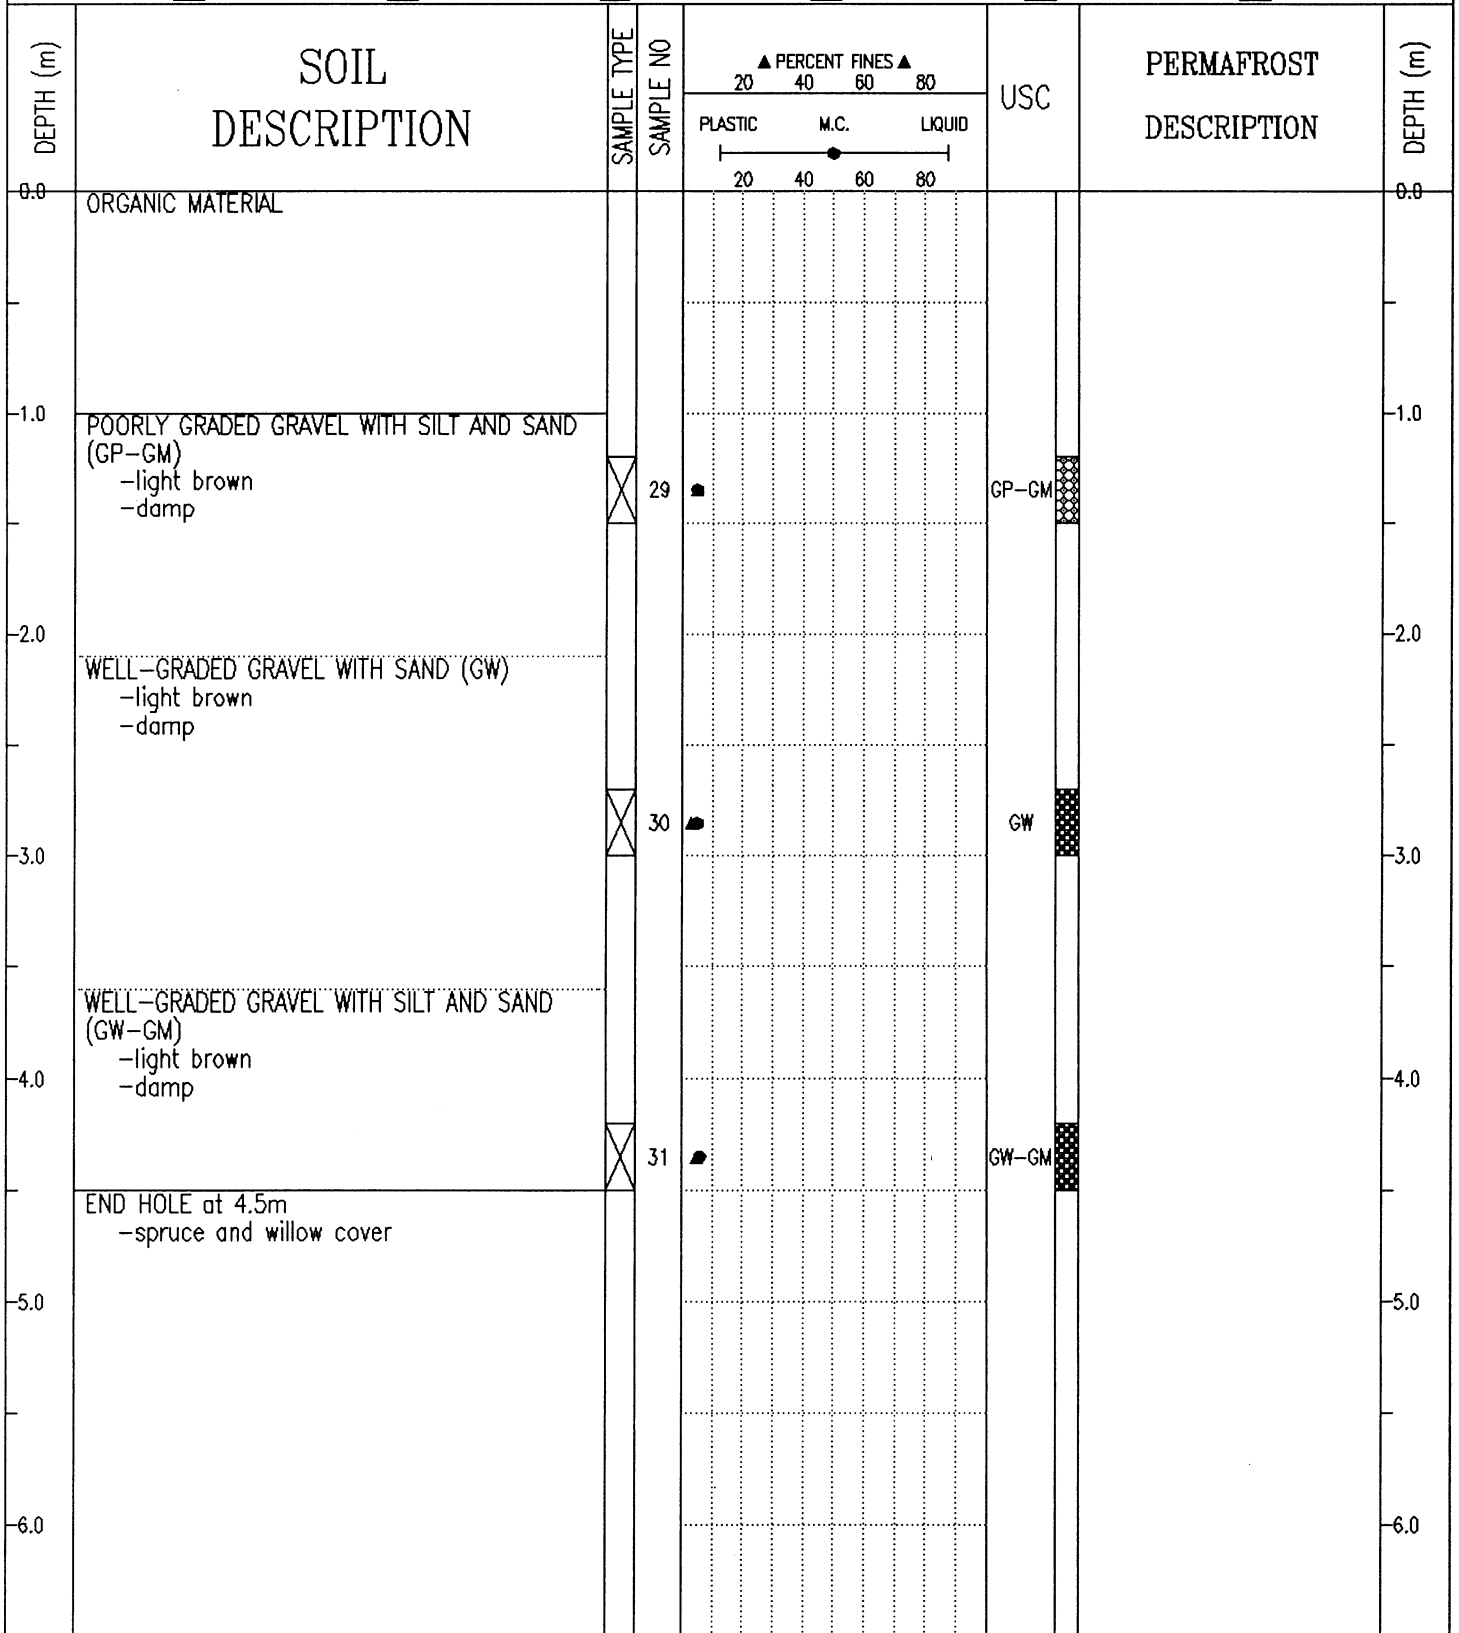 DEPTH (m)
SOIL
DESCRIPTION
SAMPLE TYPE
SAMPLE NO
▲ PERCENT FINES ▲
20 40 60 80
PLASTIC M.C. LIQUID
20 40 60 80
USC
PERMAFROST
DESCRIPTION
DEPTH (m)
0.0 ORGANIC MATERIAL 0.0
1.0 1.0
POORLY GRADED GRAVEL WITH SILT AND SAND
(GP-GM)
-light brown
29 GP-GM
-damp
2.0 2.0
WELL-GRADED GRAVEL WITH SAND (GW)
-light brown
-damp
30 GW
3.0 3.0
WELL-GRADED GRAVEL WITH SILT AND SAND
(GW-GM)
-light brown
4.0 4.0
-damp
31 GW-GM
END HOLE at 4.5m
-spruce and willow cover
5.0 5.0
6.0 6.0